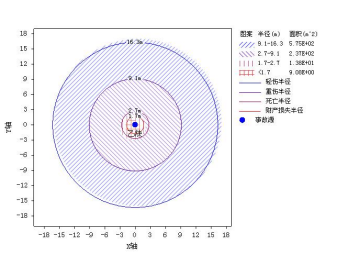 图案 半径(m) 面积(m^2)
9.1-16.3 5.75E+02
2.7-9.1 2.37E+02
1.7-2.7 1.38E+01
<1.7 9.08E+00
轻伤半径
重伤半径
死亡半径
财产损失半径
事故源
16.3m
9.1m
2.7m
1.7m
乙炔
Y轴
18
15
12
9
6
3
0
-3
-6
-9
-12
-15
-18
-18 -15 -12 -9 -6 -3 0 3 6 9 12 15 18
X轴